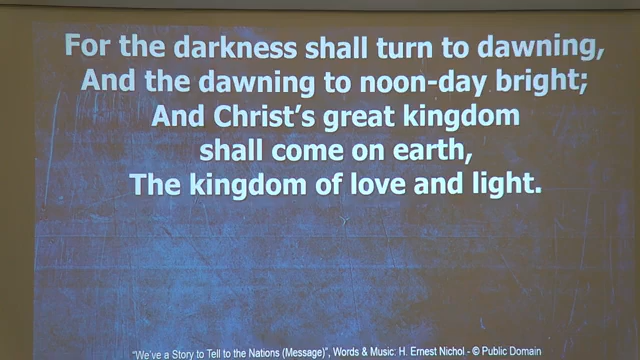 For the darkness shall turn to dawning,
And the dawning to noon-day bright;
And Christ's great kingdom
shall come on earth,
The kingdom of love and light.
"We've a Story to Tell to the Nations (Message)", Words & Music: H. Ernest Nichol - © Public Domain